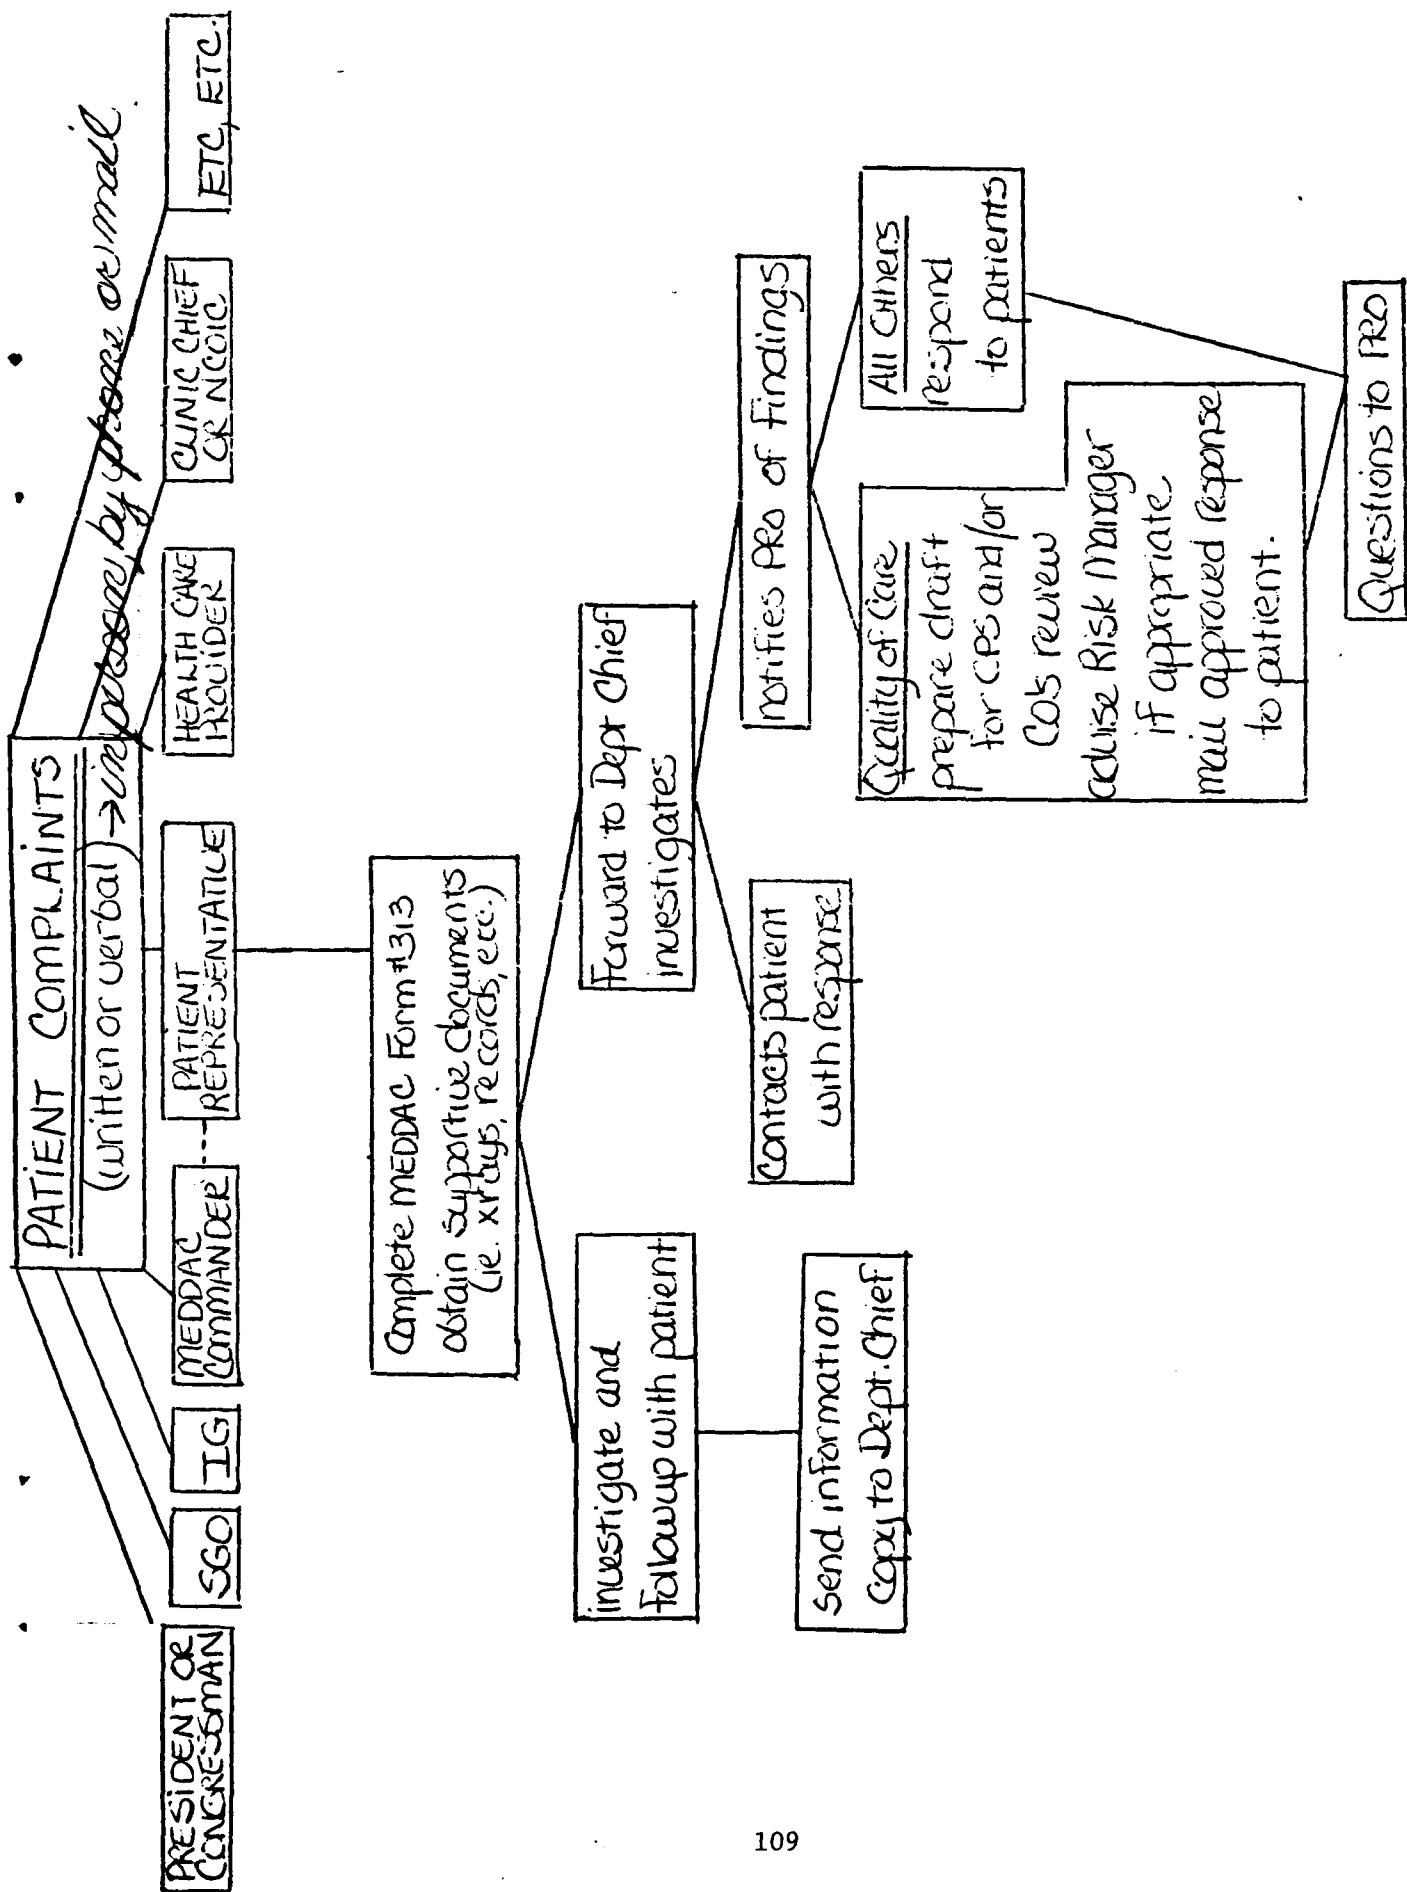 PATIENT COMPLAINTS
(written or verbal) → in person, by phone or mail
PRESIDENT OR
CONGRESSMAN
SGO
IG
MEDDAC
COMMANDER
PATIENT
REPRESENTATIVE
HEALTH CARE
PROVIDER
CLINIC CHIEF
OR NCOIC
ETC, ETC.
Complete MEDDAC Form #313
obtain supportive documents
(ie. xrays, records, etc.)
investigate and
followup with patient
Forward to Dept Chief
investigates
Send information
Copy to Dept. Chief
contacts patient
with response
notifies PRO of Findings
Quality of Care
prepare draft
for CPS and/or
CO's review
advise Risk Manager
if appropriate
mail approved response
to patient.
All Others
respond
to patients
Questions to PRO
109